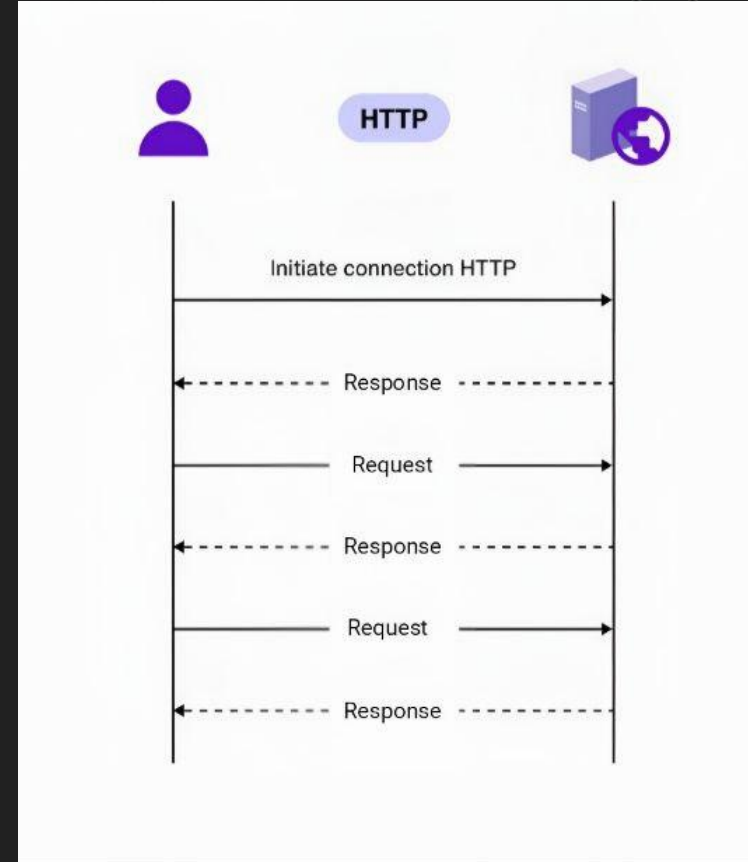 HTTP
Initiate connection HTTP
Response
Request
Response
Request
Response